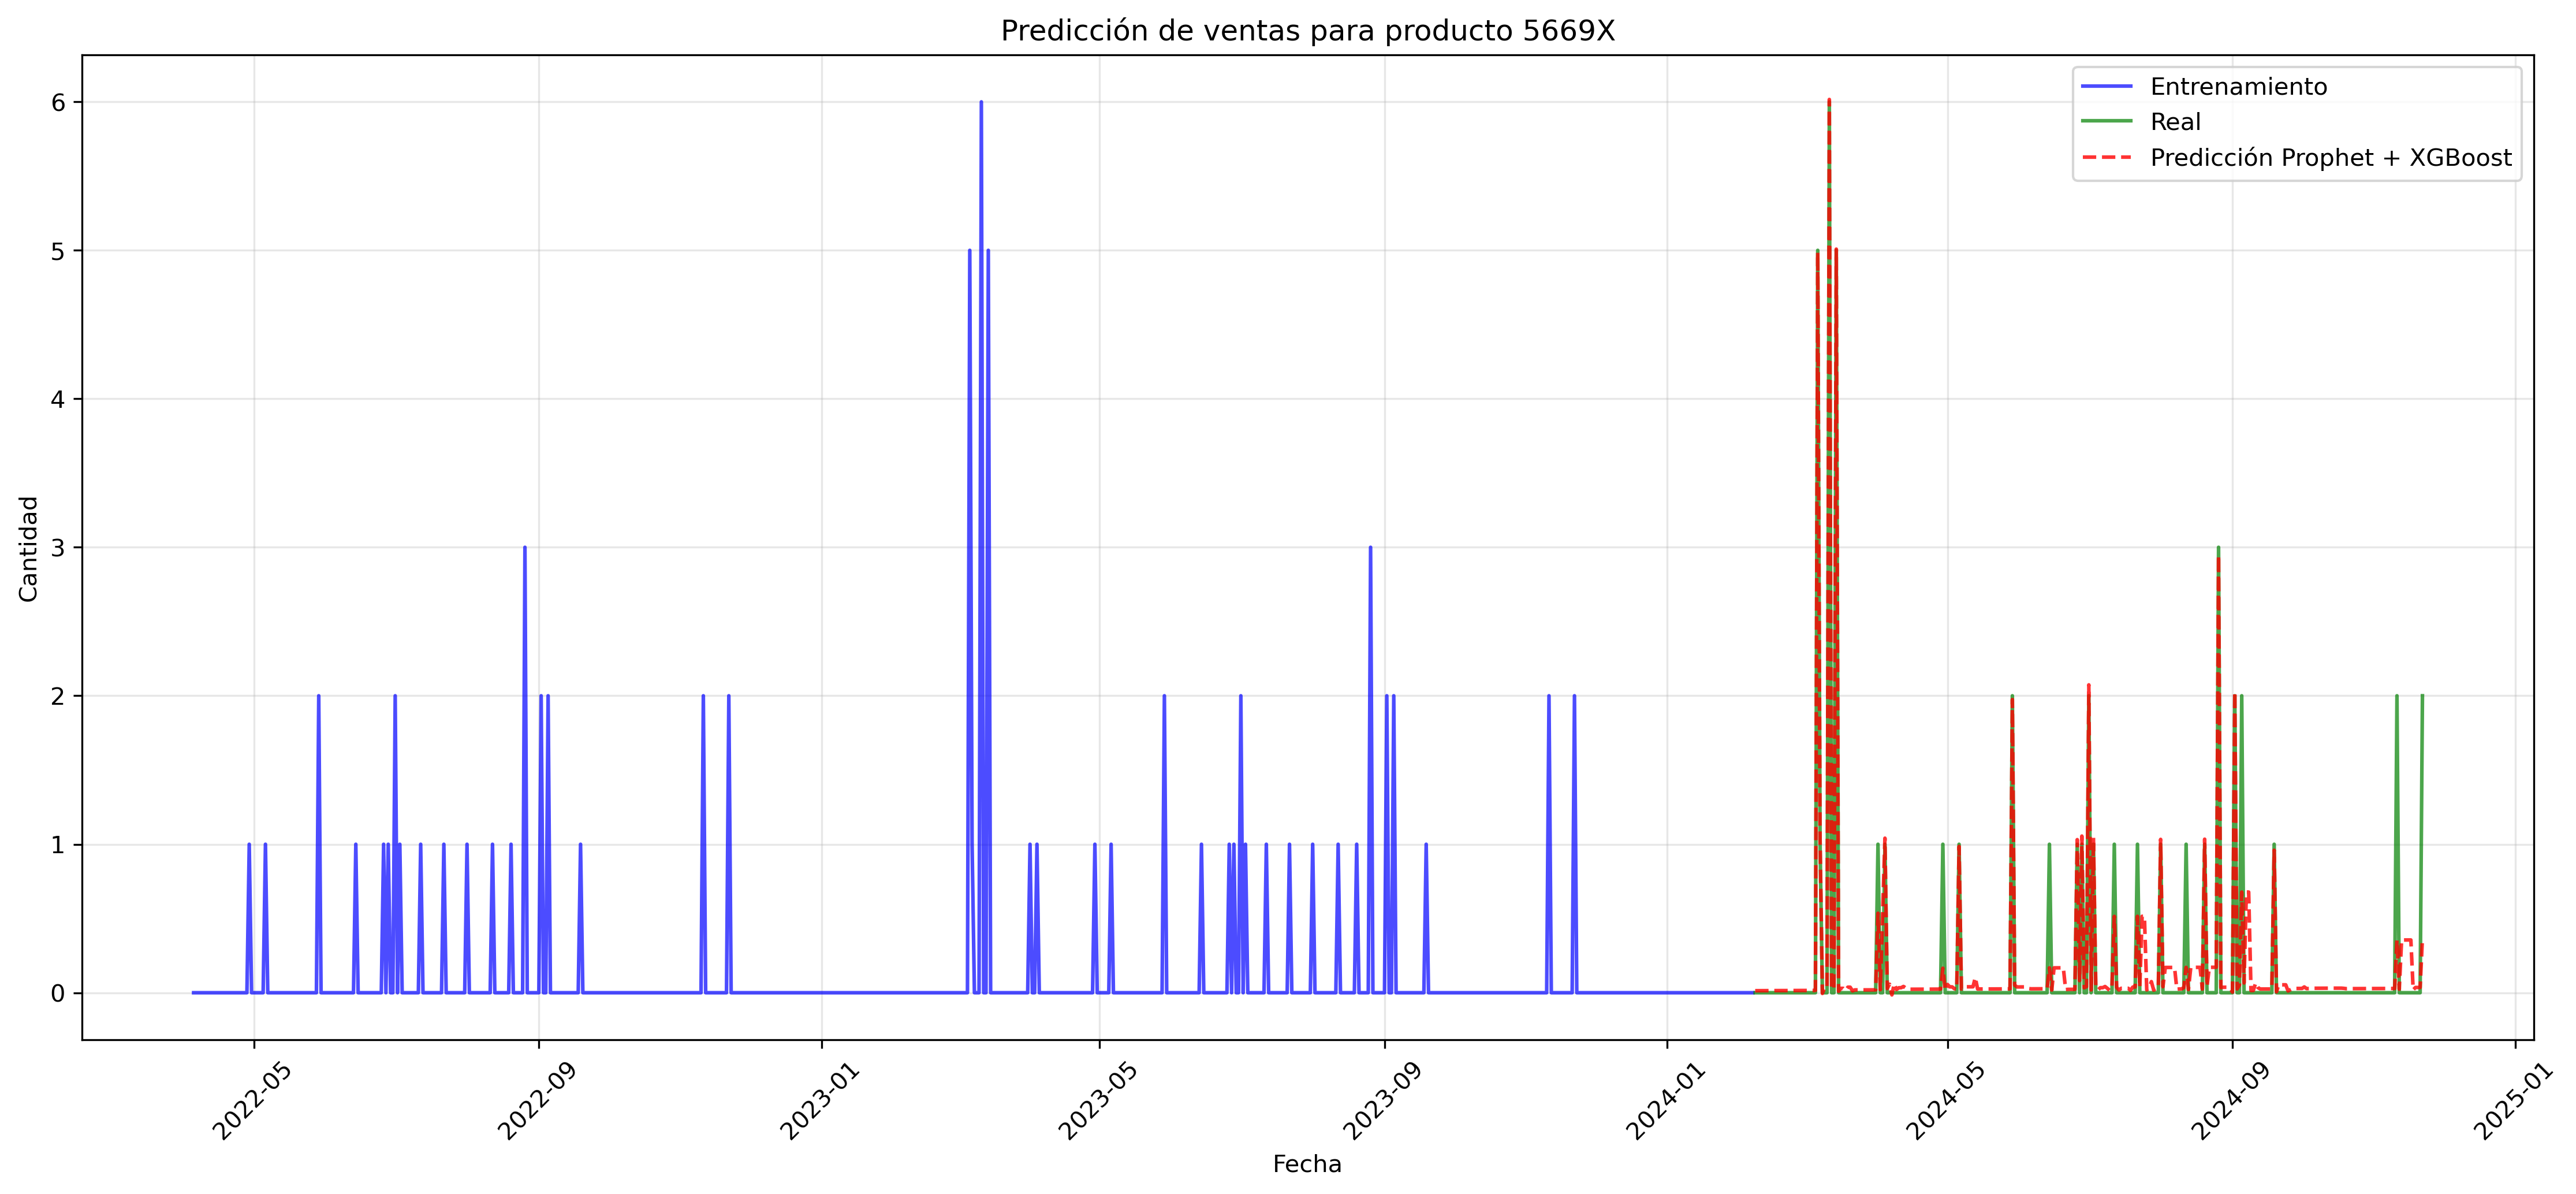 Predicción de ventas para producto 5669X
Entrenamiento
Real
Predicción Prophet + XGBoost
Cantidad
6
5
4
3
2
1
0
2022-05
2022-09
2023-01
2023-05
2023-09
2024-01
2024-05
2024-09
2025-01
Fecha